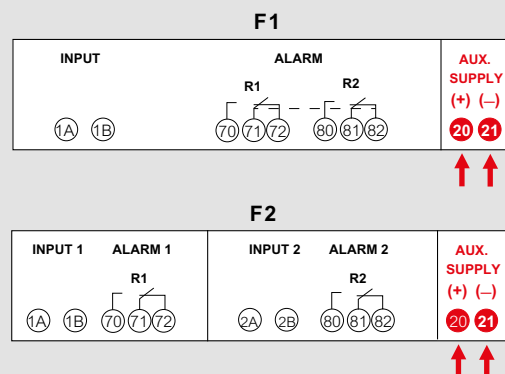 F1
INPUT ALARM AUX.
SUPPLY
R1 R2
(+) (–)
1A 1B 70 71 72 80 81 82 20 21
F2
INPUT 1 ALARM 1 INPUT 2 ALARM 2 AUX.
SUPPLY
R1 R2
(+) (–)
1A 1B 70 71 72 2A 2B 80 81 82 20 21